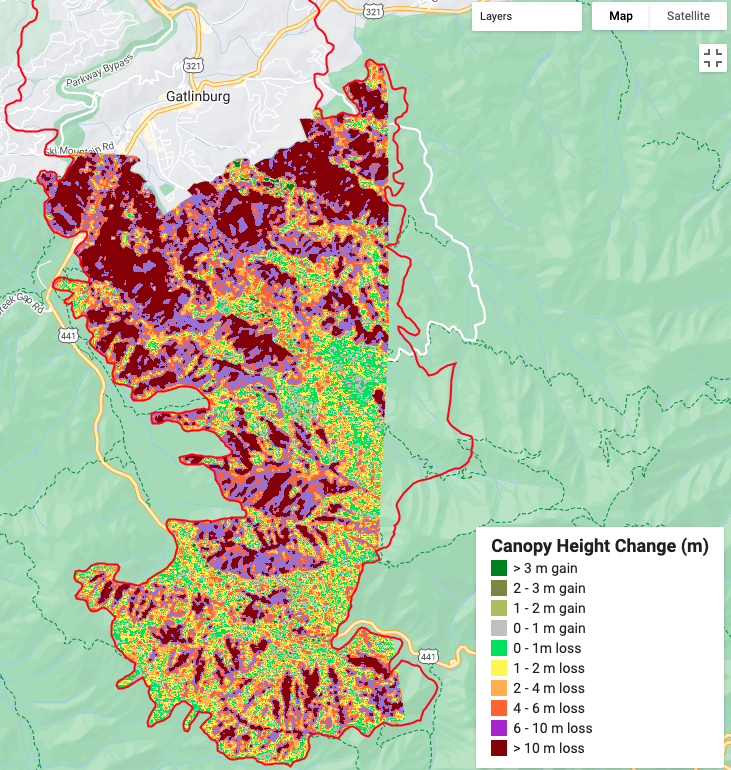 321
Layers
Map
Satellite
Parkway Bypass
321
Gatlinburg
Ski Mountain Rd
reek Gap Rd
441
441
Canopy Height Change (m)
> 3 m gain
2 - 3 m gain
1 - 2 m gain
0 - 1 m gain
0 - 1m loss
1 - 2 m loss
2 - 4 m loss
4 - 6 m loss
6 - 10 m loss
> 10 m loss